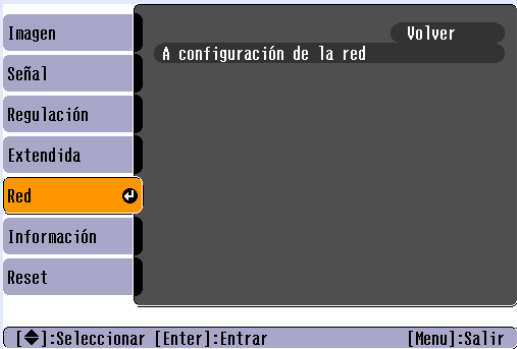 Imagen
Señal
Regulación
Extendida
Red
Información
Reset
Volver
A configuración de la red
[◆]:Seleccionar [Enter]:Entrar [Menu]:Salir